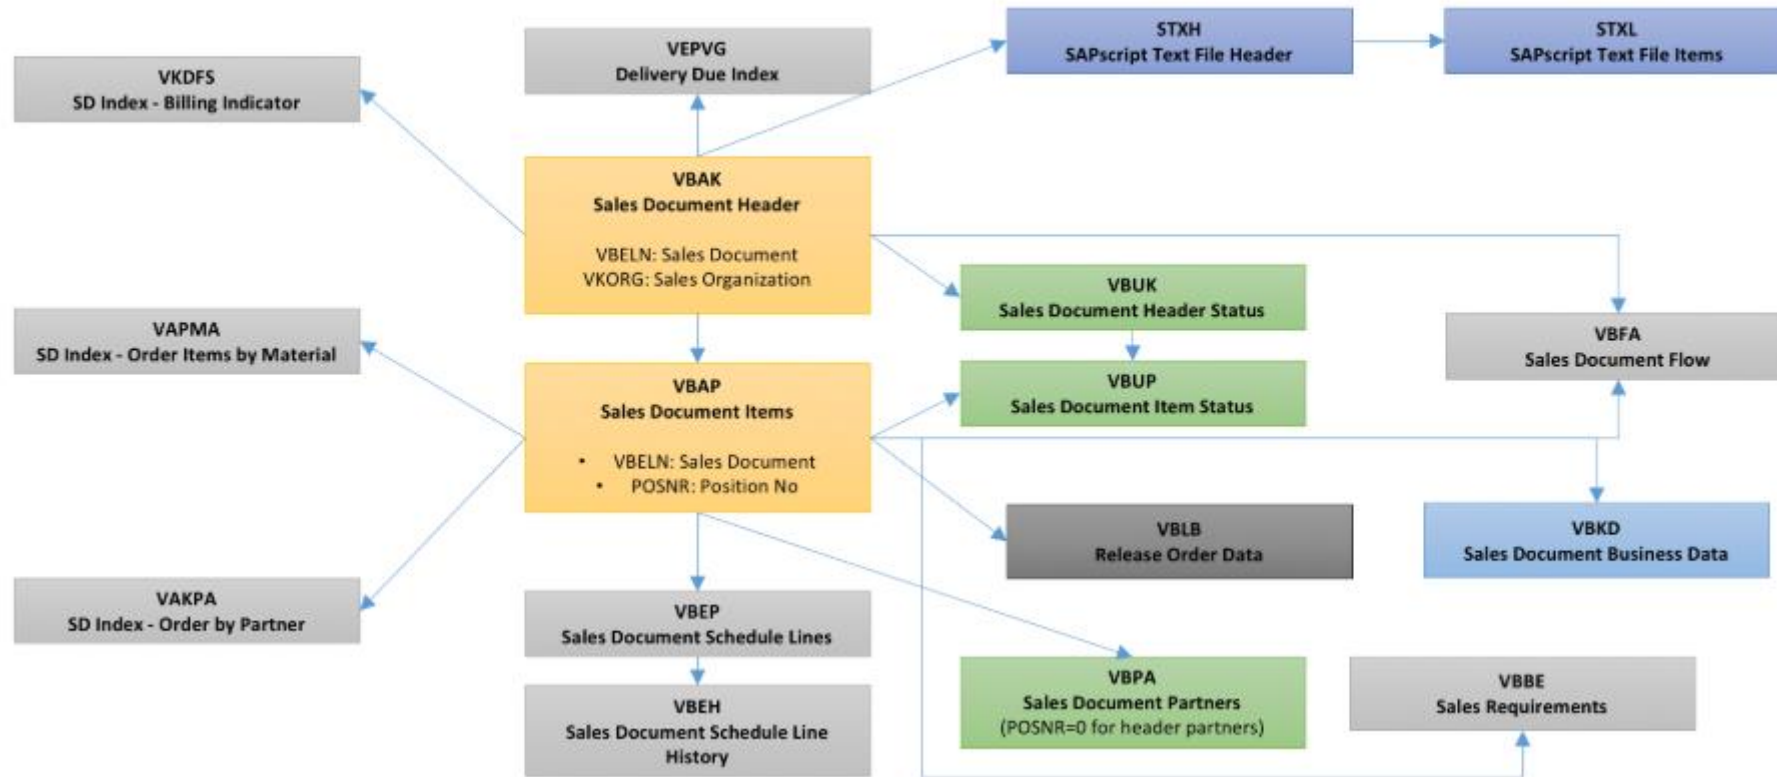 STXH
SAPscript Text File Header
STXL
SAPscript Text File Items
VEPVG
Delivery Due Index
VKDFS
SD Index - Billing Indicator
VBAK
Sales Document Header
VBELN: Sales Document
VKORG: Sales Organization
VBUK
Sales Document Header Status
VAPMA
SD Index - Order Items by Material
VBFA
Sales Document Flow
VBAP
Sales Document Items
• VBELN: Sales Document
• POSNR: Position No
VBUP
Sales Document Item Status
VBLB
Release Order Data
VBKD
Sales Document Business Data
VAKPA
SD Index - Order by Partner
VBEP
Sales Document Schedule Lines
VBEH
Sales Document Schedule Line
History
VBPA
Sales Document Partners
(POSNR=0 for header partners)
VBBE
Sales Requirements